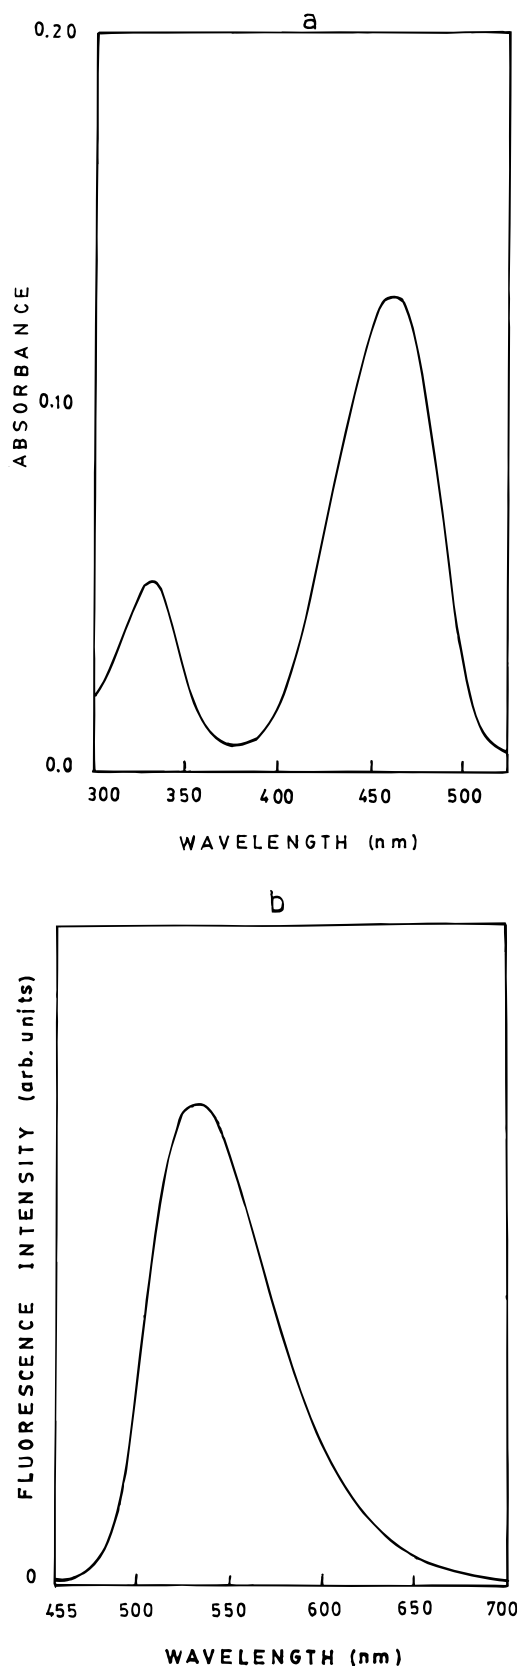 a
0.20
ABSORBANCE
0.10
0.0
300 350 400 450 500
WAVELENGTH (nm)
b
FLUORESCENCE INTENSITY (arb. units)
0
455 500 550 600 650 700
WAVELENGTH (nm)